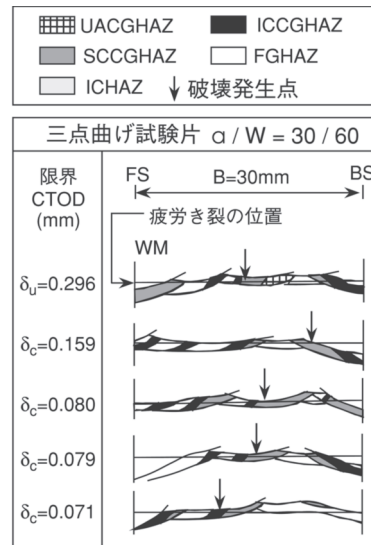 UACGHAZ ICCGHAZ
SCCGHAZ FGHAZ
ICHAZ 破壊発生点
三点曲げ試験片 a / W = 30 / 60
限界
CTOD
(mm)
FS B=30mm BS
疲労き裂の位置
WM
δu=0.296
δc=0.159
δc=0.080
δc=0.079
δc=0.071